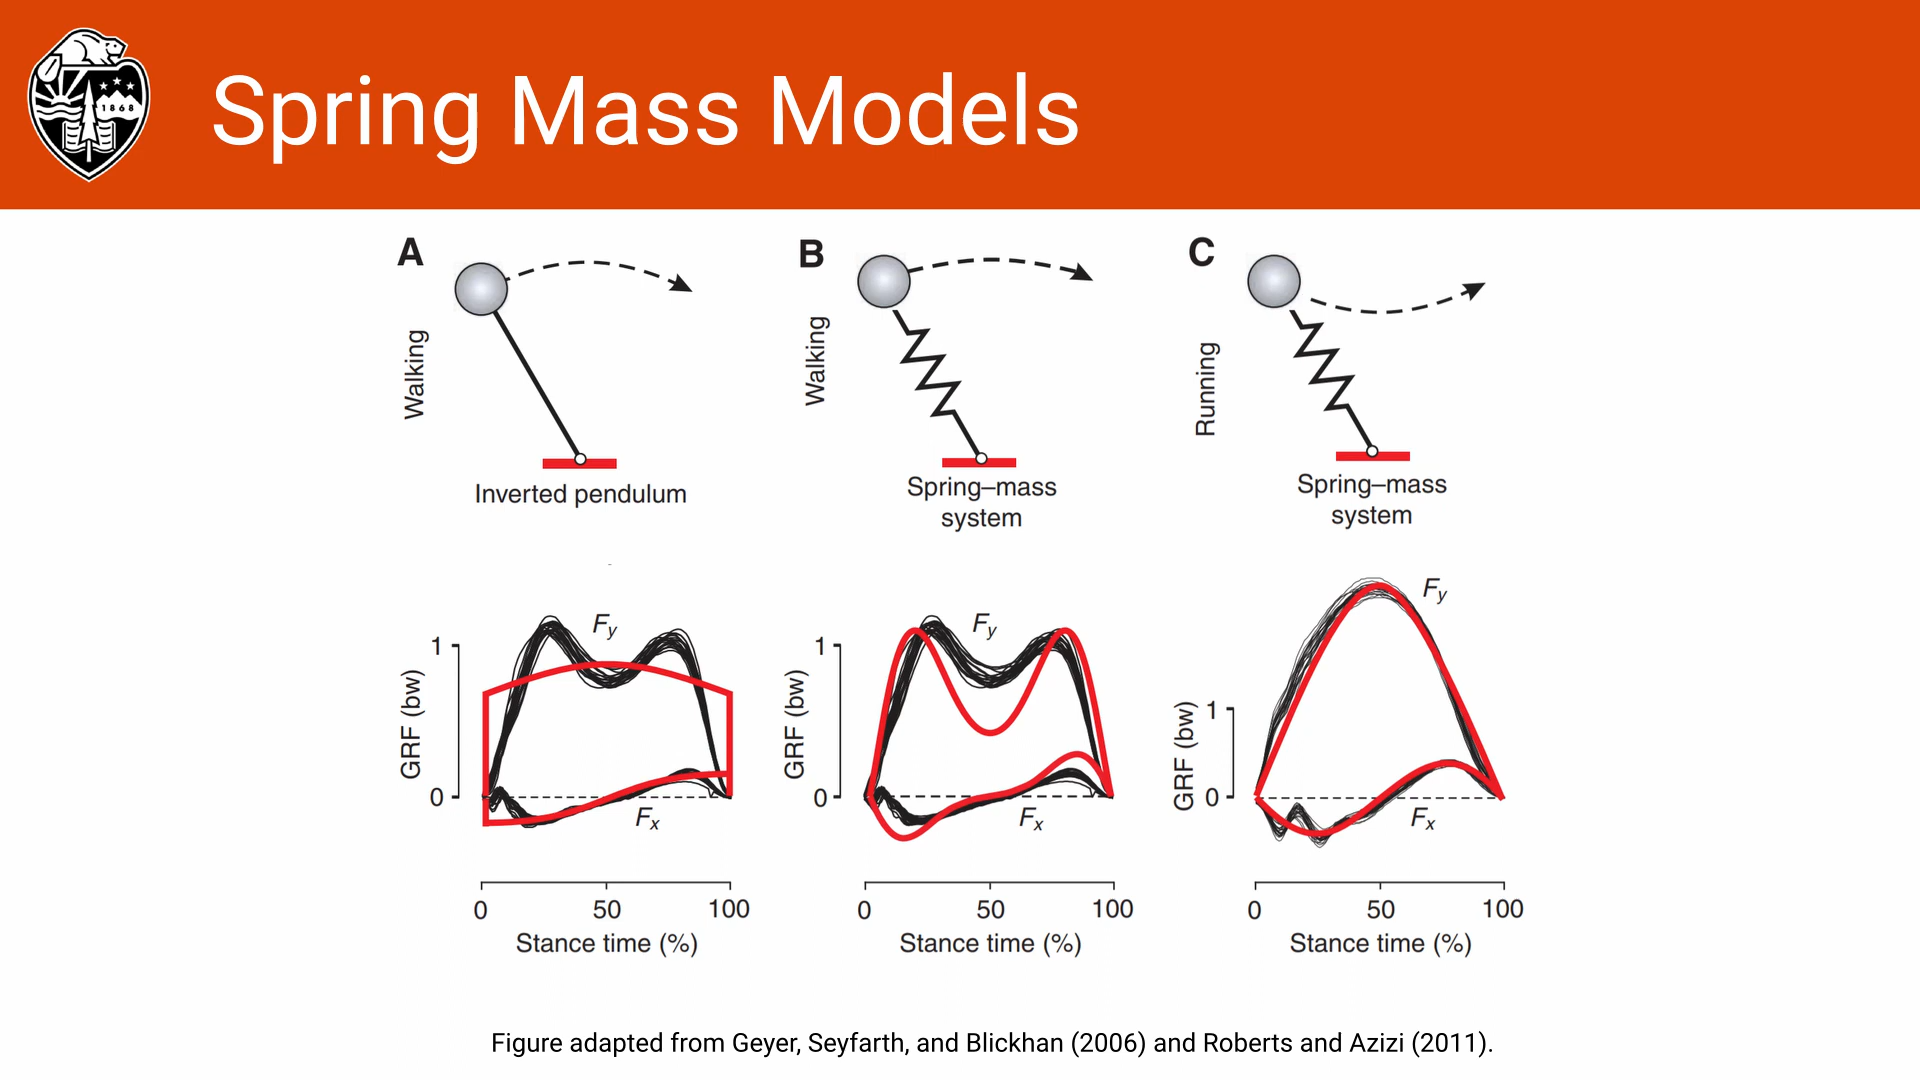 1868
Spring Mass Models
A
Walking
Inverted pendulum
B
Walking
Spring–mass
system
C
Running
Spring–mass
system
GRF (bw)
1
0
Fy
Fx
0 50 100
Stance time (%)
GRF (bw)
1
0
Fy
Fx
0 50 100
Stance time (%)
GRF (bw)
1
0
Fy
Fx
0 50 100
Stance time (%)
Figure adapted from Geyer, Seyfarth, and Blickhan (2006) and Roberts and Azizi (2011).